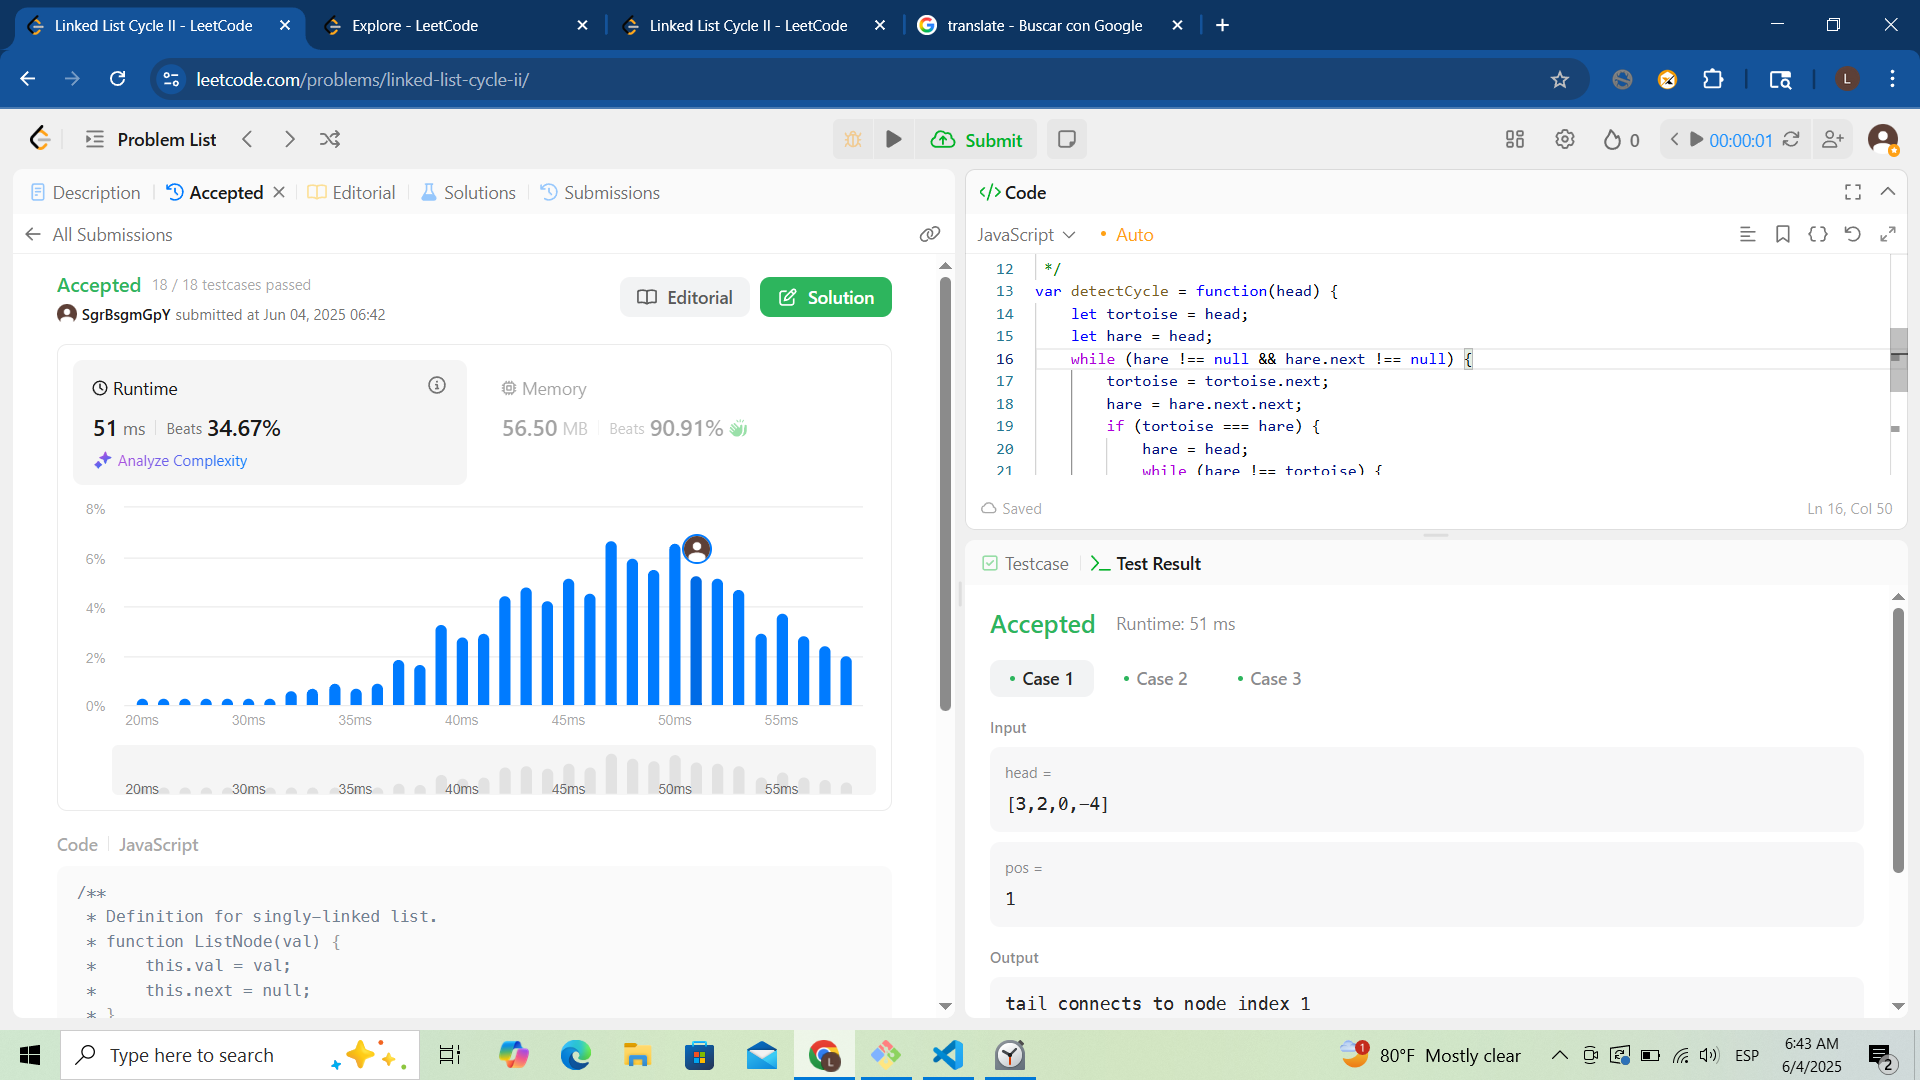 Linked List Cycle II - LeetCode
Explore - LeetCode
Linked List Cycle II - LeetCode
translate - Buscar con Google
leetcode.com/problems/linked-list-cycle-ii/
L
Problem List
Submit
0
00:00:01
Description
Accepted
Editorial
Solutions
Submissions
All Submissions
Accepted 18 / 18 testcases passed
SgrBsgmGpY submitted at Jun 04, 2025 06:42
Editorial
Solution
Runtime
51 ms Beats 34.67%
Analyze Complexity
Memory
56.50 MB Beats 90.91%
8%
6%
4%
2%
0%
20ms 30ms 35ms 40ms 45ms 50ms 55ms
20ms 30ms 35ms 40ms 45ms 50ms 55ms
Code JavaScript
/**
* Definition for singly-linked list.
* function ListNode(val) {
*     this.val = val;
*     this.next = null;
* }
</> Code
JavaScript
Auto
12 */
13 var detectCycle = function(head) {
14     let tortoise = head;
15     let hare = head;
16     while (hare !== null && hare.next !== null) {
17         tortoise = tortoise.next;
18         hare = hare.next.next;
19         if (tortoise === hare) {
20             hare = head;
21             while (hare !== tortoise) {
Saved
Ln 16, Col 50
Testcase
Test Result
Accepted Runtime: 51 ms
Case 1
Case 2
Case 3
Input
head =
[3,2,0,-4]
pos =
1
Output
tail connects to node index 1
Type here to search
L
1
80°F Mostly clear
ESP
6:43 AM
6/4/2025
2